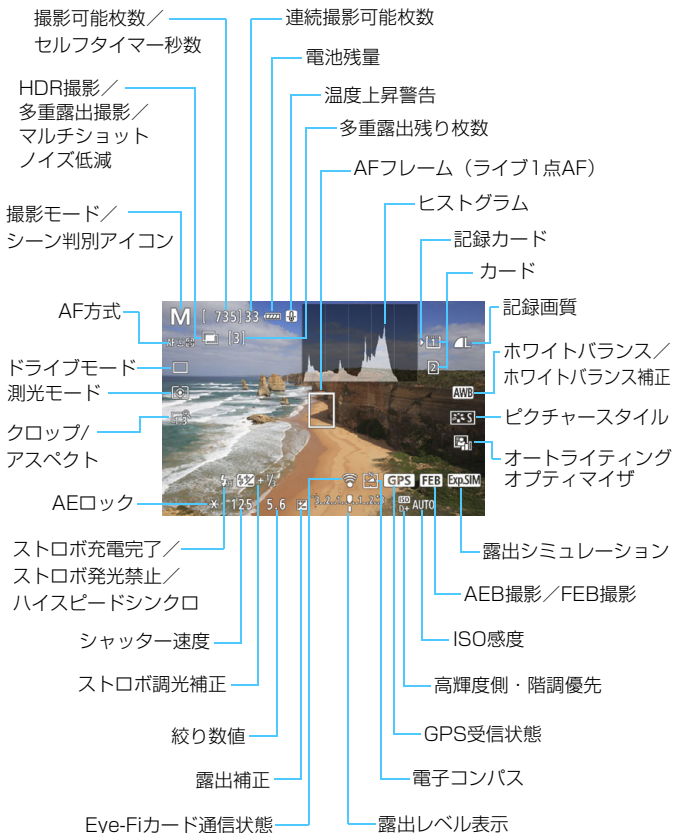 撮影可能枚数／
セルフタイマー秒数
連続撮影可能枚数
電池残量
温度上昇警告
HDR撮影／
多重露出撮影／
マルチショット
ノイズ低減
多重露出残り枚数
AFフレーム（ライブ1点AF）
ヒストグラム
撮影モード／
シーン判別アイコン
記録カード
カード
AF方式
記録画質
ドライブモード
測光モード
ホワイトバランス／
ホワイトバランス補正
クロップ/
アスペクト
ピクチャースタイル
オートライティング
オプティマイザ
M [ 735] 33
[3]
[1]
L
[2]
AWB
S
GPS FEB Exp.SIM
125 5.6 3..2..1..1..2..3 ISO D+ AUTO
AEロック
ストロボ充電完了／
ストロボ発光禁止／
ハイスピードシンクロ
露出シミュレーション
AEB撮影／FEB撮影
シャッター速度
ISO感度
ストロボ調光補正
高輝度側・階調優先
絞り数値
GPS受信状態
露出補正
電子コンパス
Eye-Fiカード通信状態
露出レベル表示